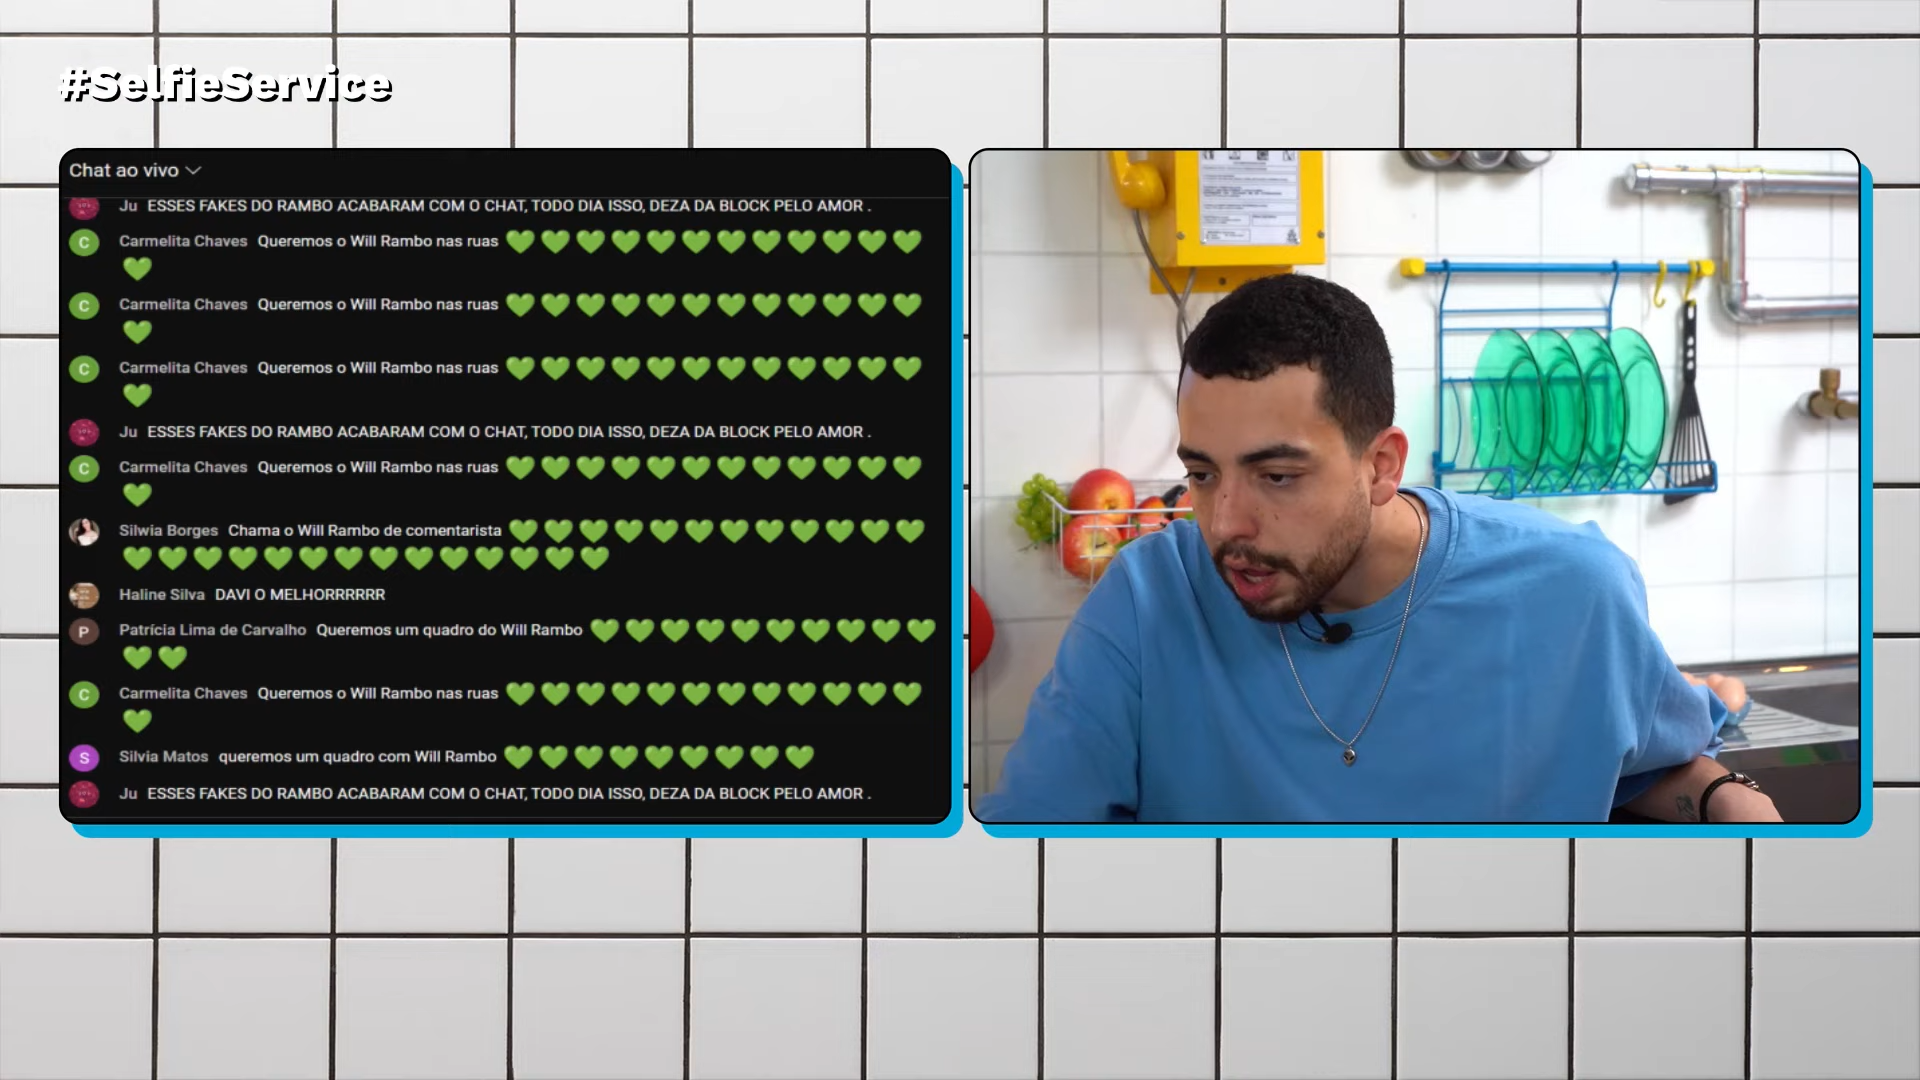 #SelfieService
Chat ao vivo
Ju ESSES FAKES DO RAMBO ACABARAM COM O CHAT, TODO DIA ISSO, DEZA DA BLOCK PELO AMOR .
C Carmelita Chaves Queremos o Will Rambo nas ruas 💚💚💚💚💚💚💚💚💚💚💚💚
💚
C Carmelita Chaves Queremos o Will Rambo nas ruas 💚💚💚💚💚💚💚💚💚💚💚💚
💚
C Carmelita Chaves Queremos o Will Rambo nas ruas 💚💚💚💚💚💚💚💚💚💚💚💚
💚
Ju ESSES FAKES DO RAMBO ACABARAM COM O CHAT, TODO DIA ISSO, DEZA DA BLOCK PELO AMOR .
C Carmelita Chaves Queremos o Will Rambo nas ruas 💚💚💚💚💚💚💚💚💚💚💚💚
💚
Silwia Borges Chama o Will Rambo de comentarista 💚💚💚💚💚💚💚💚💚💚💚💚
💚💚💚💚💚💚💚💚💚💚💚💚💚💚
Haline Silva DAVI O MELHORRRRRR
P Patrícia Lima de Carvalho Queremos um quadro do Will Rambo 💚💚💚💚💚💚💚💚💚💚
💚💚
C Carmelita Chaves Queremos o Will Rambo nas ruas 💚💚💚💚💚💚💚💚💚💚💚💚
💚
S Silvia Matos queremos um quadro com Will Rambo 💚💚💚💚💚💚💚💚💚
Ju ESSES FAKES DO RAMBO ACABARAM COM O CHAT, TODO DIA ISSO, DEZA DA BLOCK PELO AMOR .